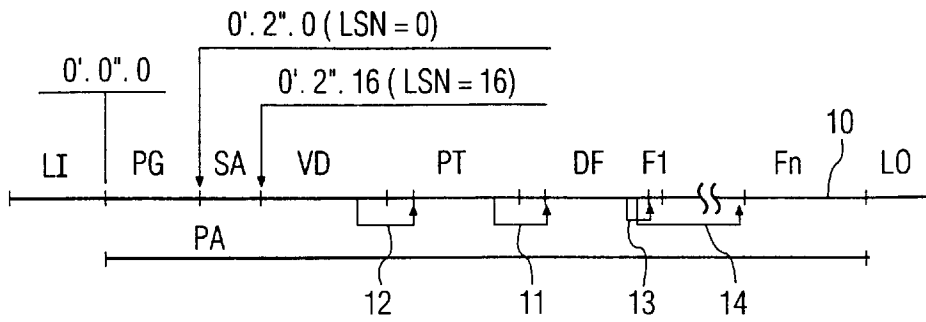 0'. 2". 0 ( LSN = 0)
0'. 0". 0
0'. 2". 16 ( LSN = 16)
LI PG SA VD PT DF F1 Fn 10 LO
PA
12 11 13 14